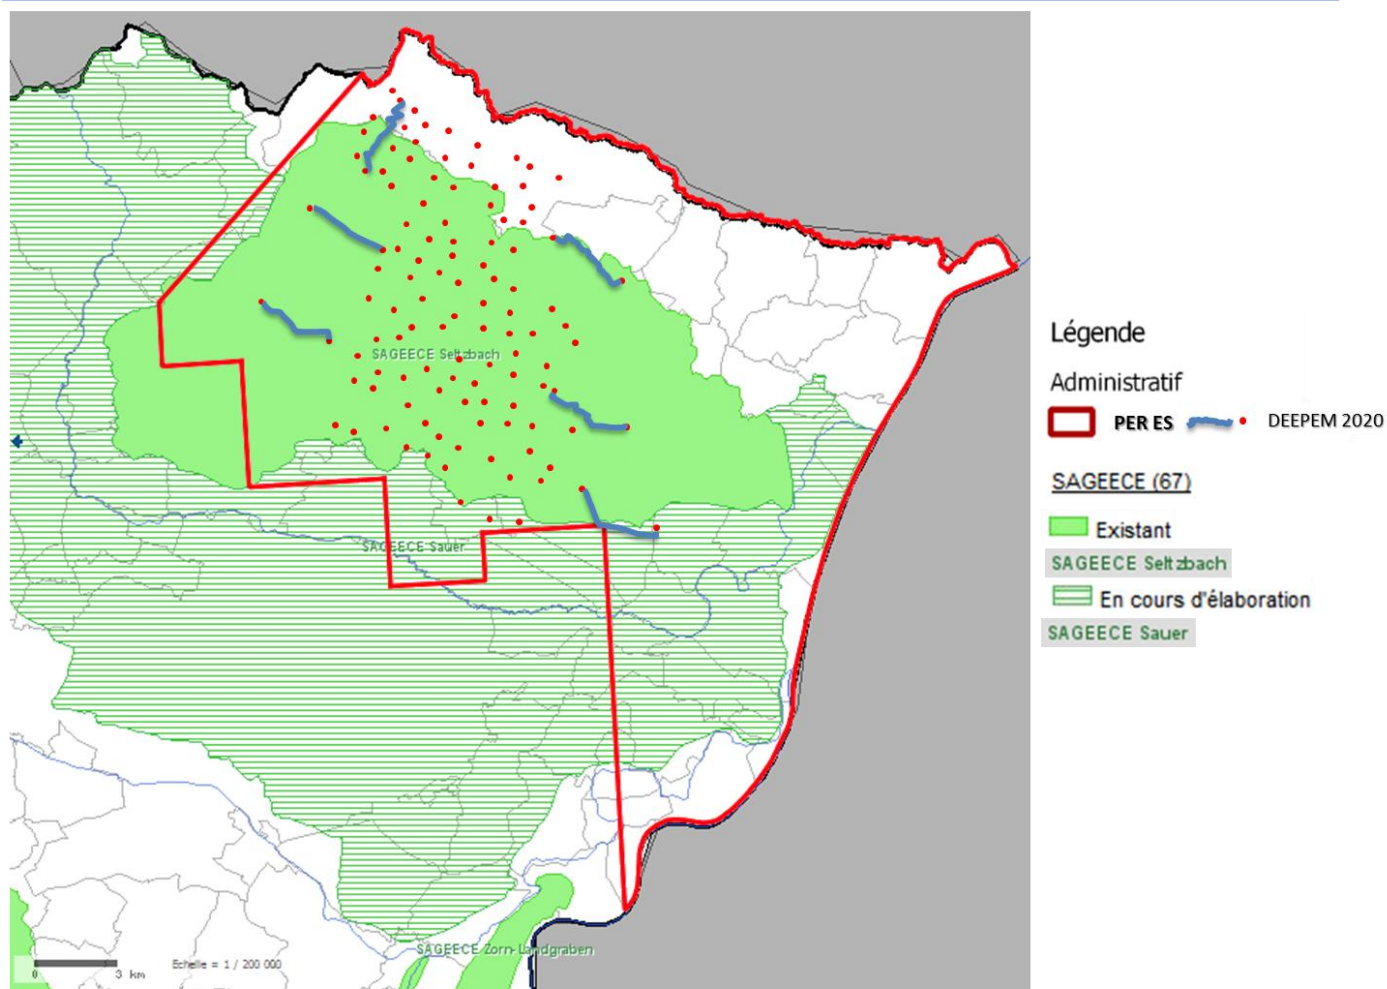 SAGEECE Seltzbach
SAGEECE Sauer
SAGEECE Zorn-Landgraben
0 3 km
Echelle = 1 / 200 000
Légende
Administratif
PER ES DEEPEM 2020
SAGEECE (67)
Existant
SAGEECE Seltzbach
En cours d'élaboration
SAGEECE Sauer